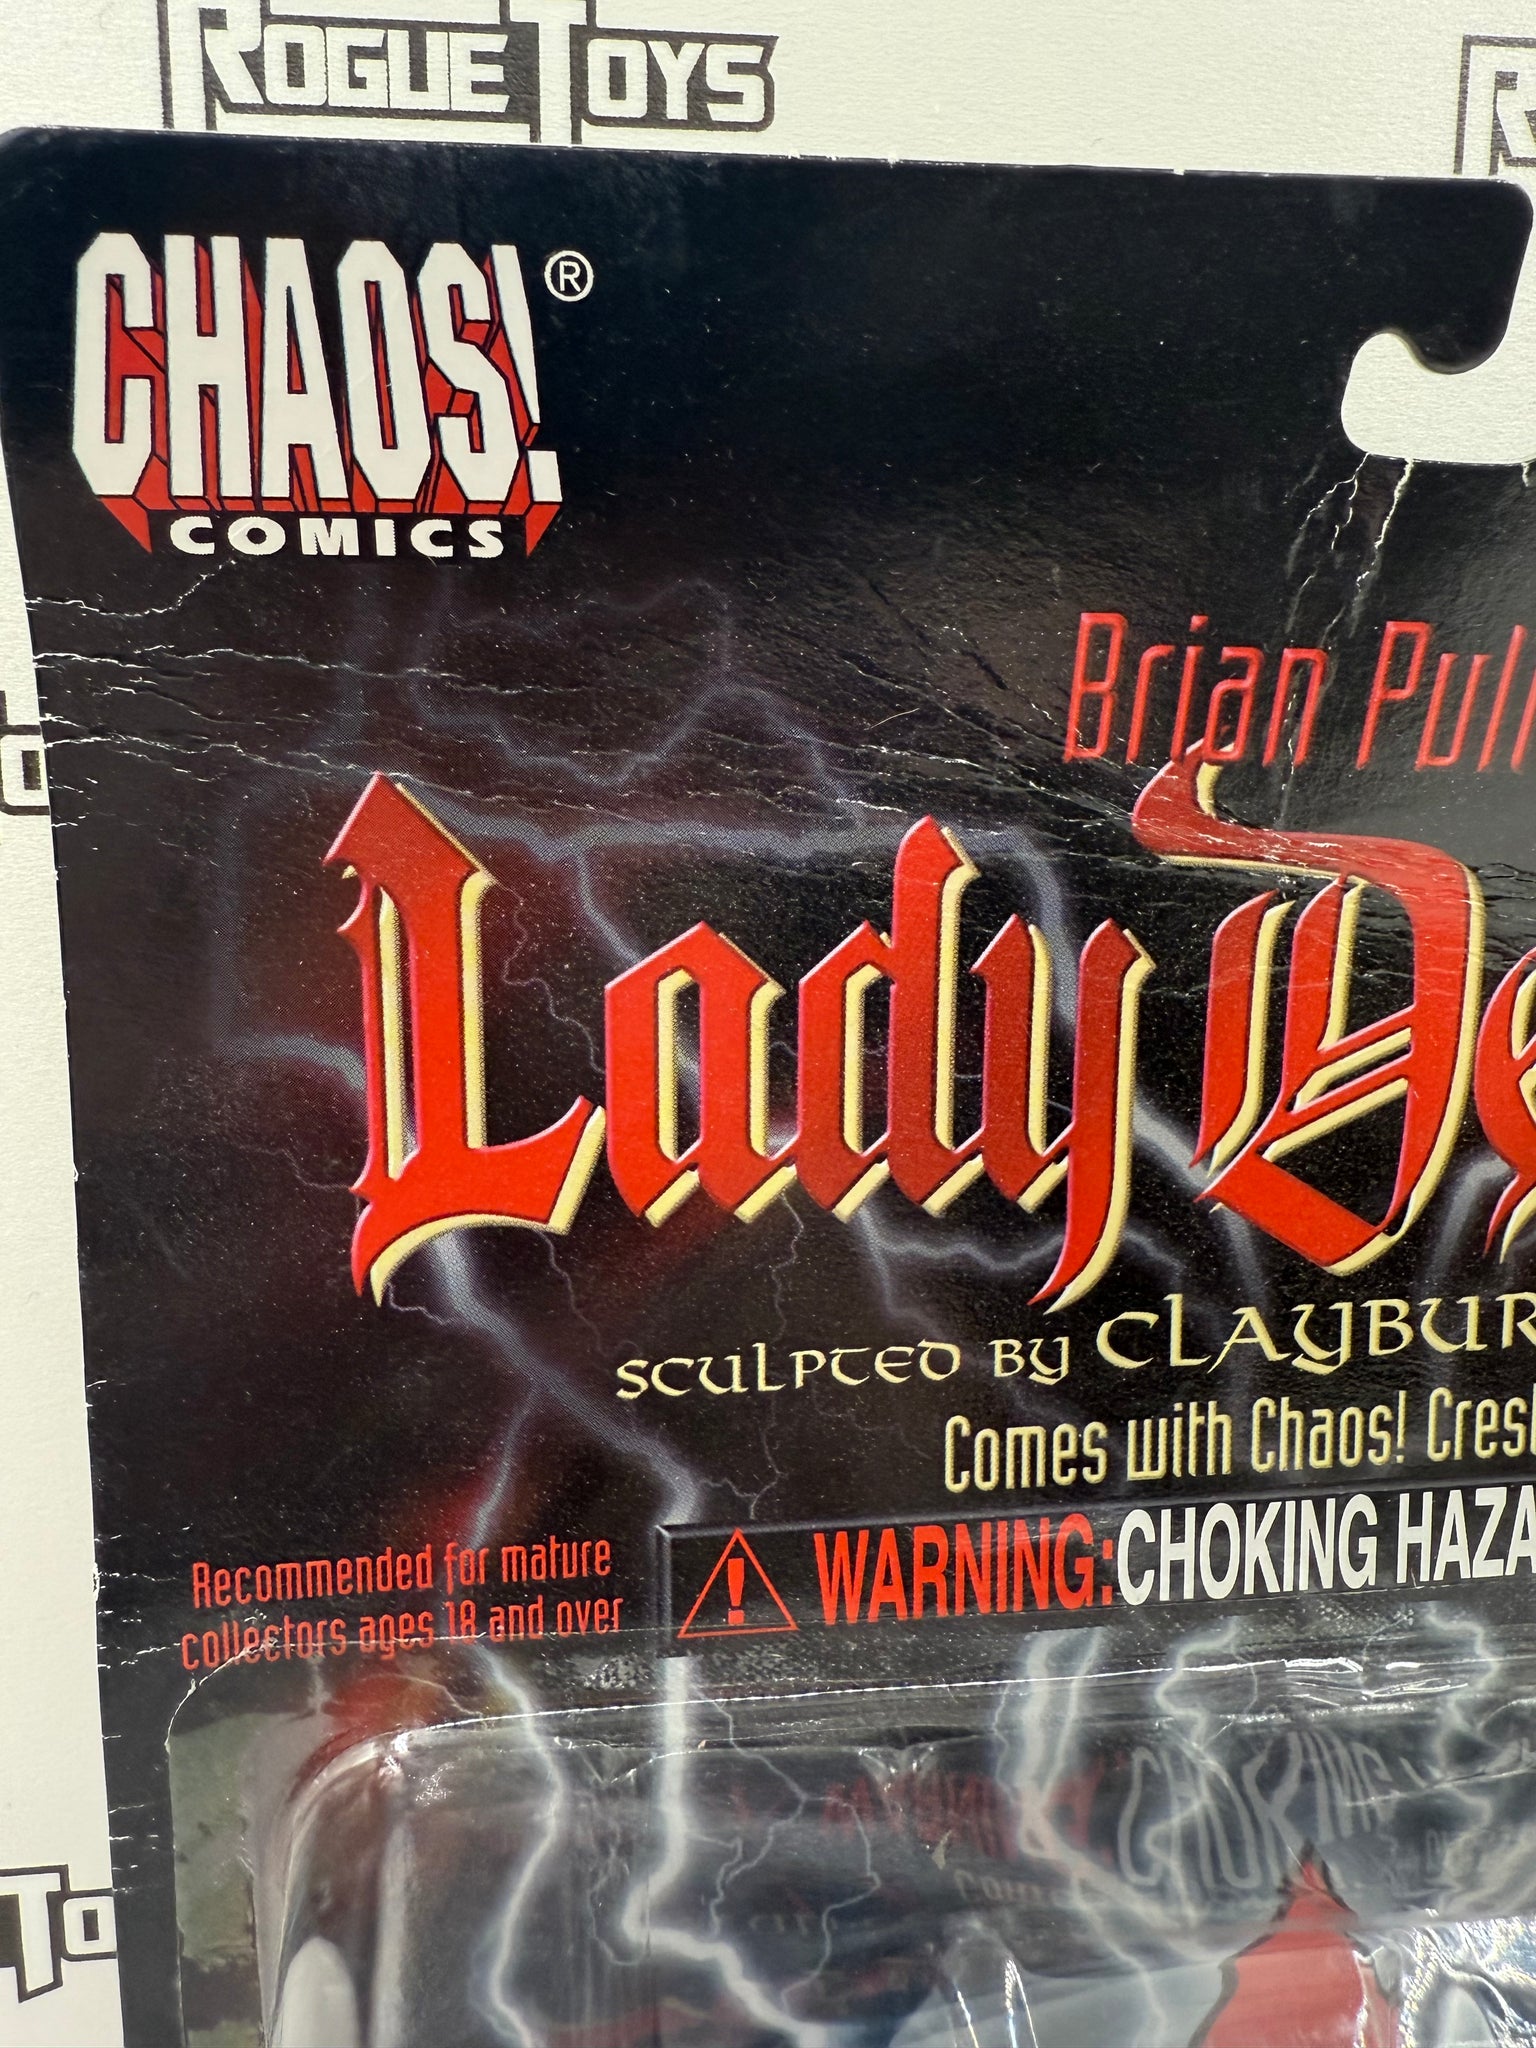 ROGUE TOYS
CHAOS!®
COMICS
Brian Pul
Lady De
SCULPTED BY CLAYBUR
Comes with Chaos! Cres
Recommended for mature
collectors ages 18 and over
WARNING: CHOKING HAZA